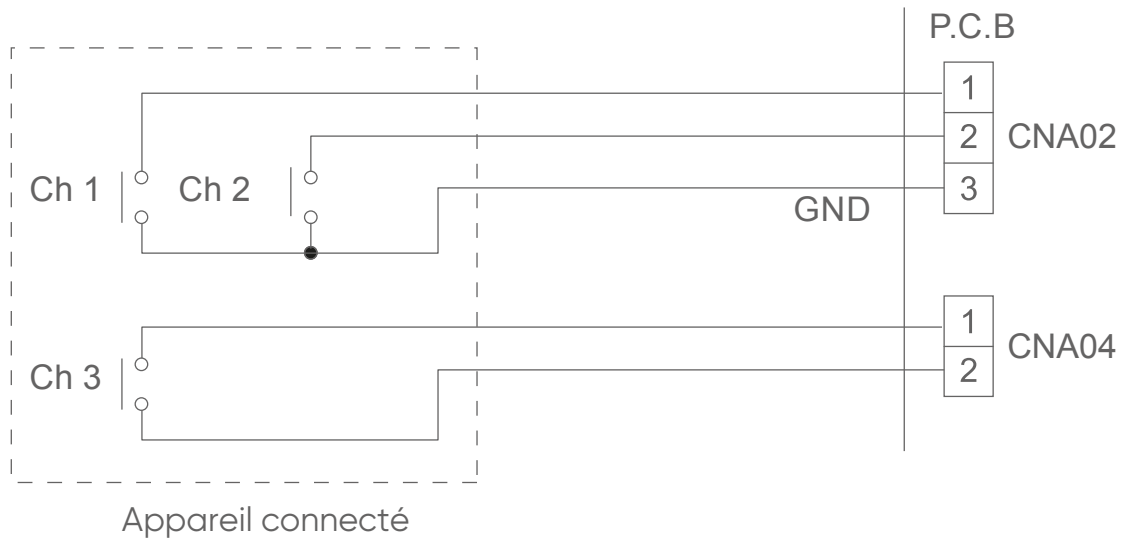 P.C.B
1
2
3
CNA02
Ch 1
Ch 2
GND
1
2
CNA04
Ch 3
Appareil connecté